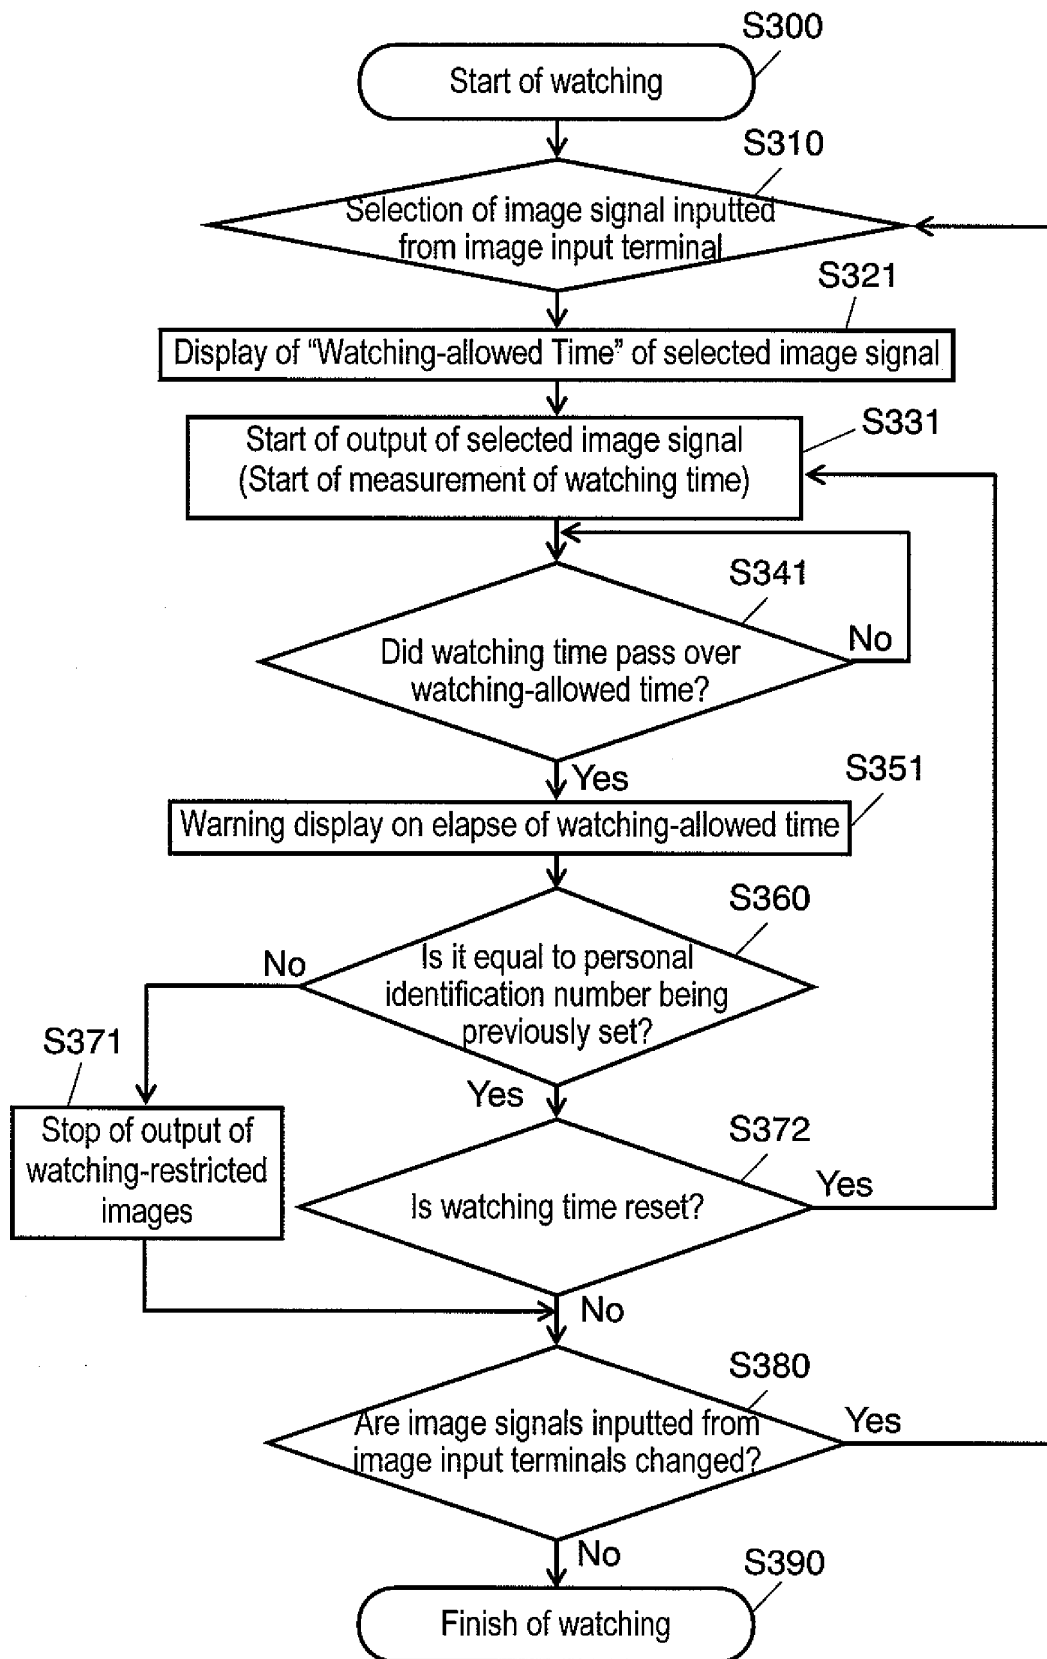 S300
Start of watching
S310
Selection of image signal inputted
from image input terminal
S321
Display of “Watching-allowed Time” of selected image signal
S331
Start of output of selected image signal
(Start of measurement of watching time)
S341
Did watching time pass over
watching-allowed time?
No
Yes
S351
Warning display on elapse of watching-allowed time
S360
Is it equal to personal
identification number being
previously set?
No
Yes
S371
Stop of output of
watching-restricted
images
S372
Is watching time reset?
Yes
No
S380
Are image signals inputted from
image input terminals changed?
Yes
No
S390
Finish of watching